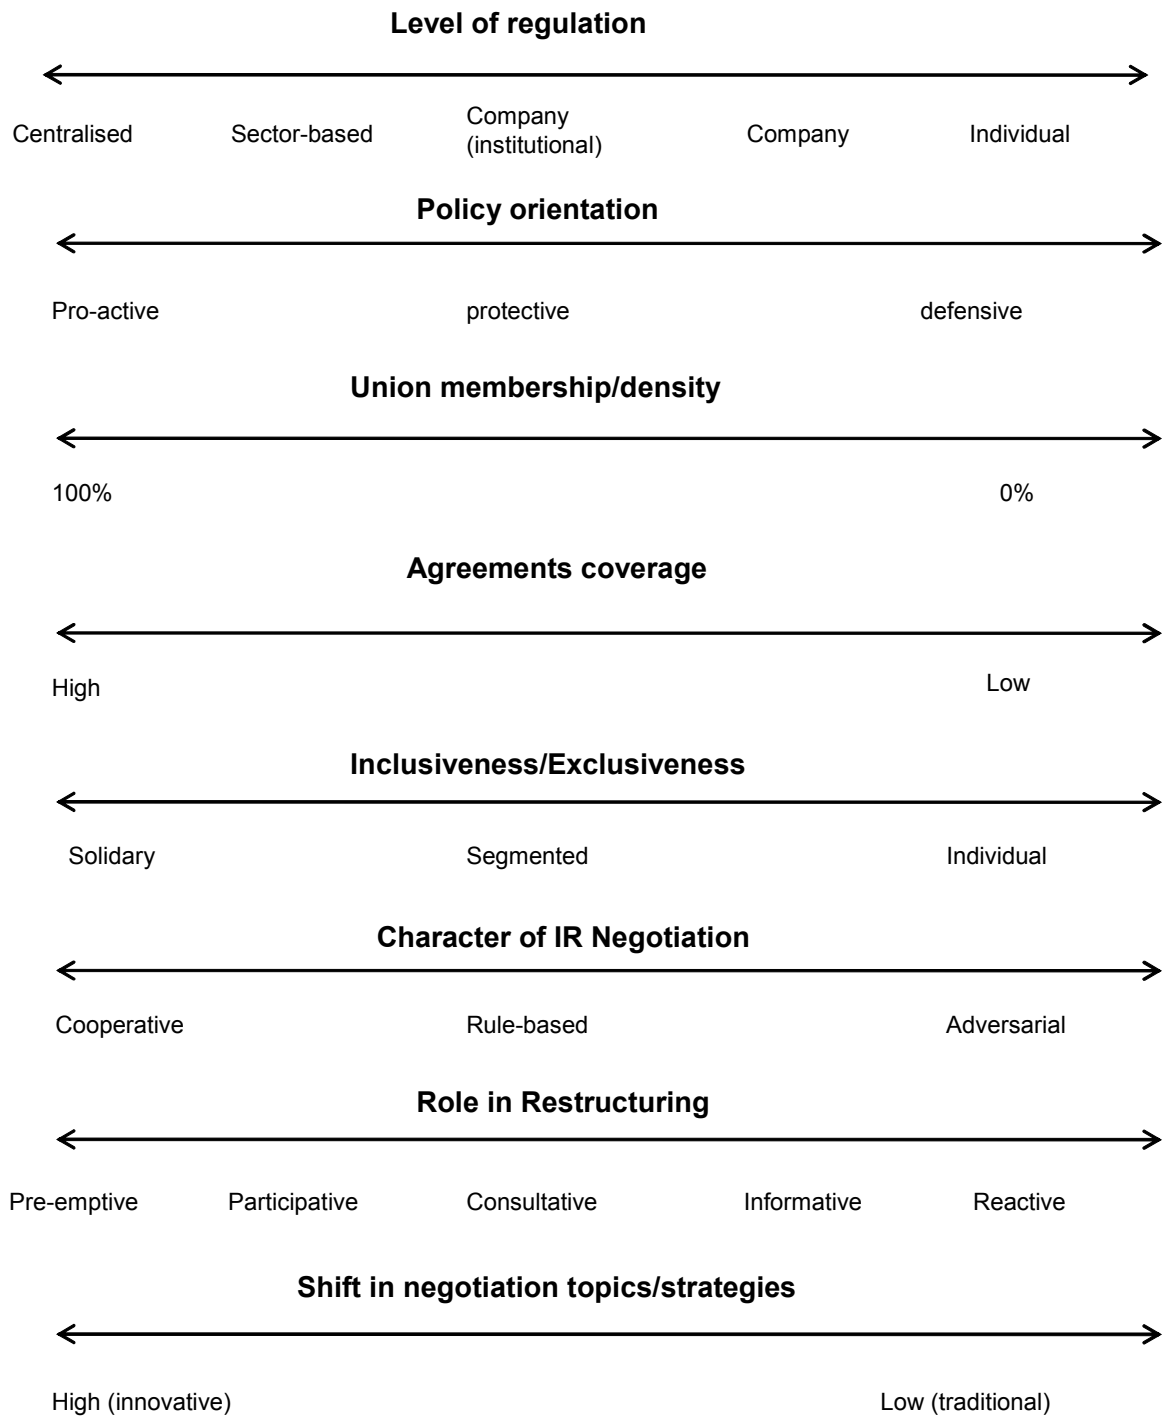 Level of regulation
Centralised Sector-based Company (institutional) Company Individual
Policy orientation
Pro-active protective defensive
Union membership/density
100% 0%
Agreements coverage
High Low
Inclusiveness/Exclusiveness
Solidary Segmented Individual
Character of IR Negotiation
Cooperative Rule-based Adversarial
Role in Restructuring
Pre-emptive Participative Consultative Informative Reactive
Shift in negotiation topics/strategies
High (innovative) Low (traditional)